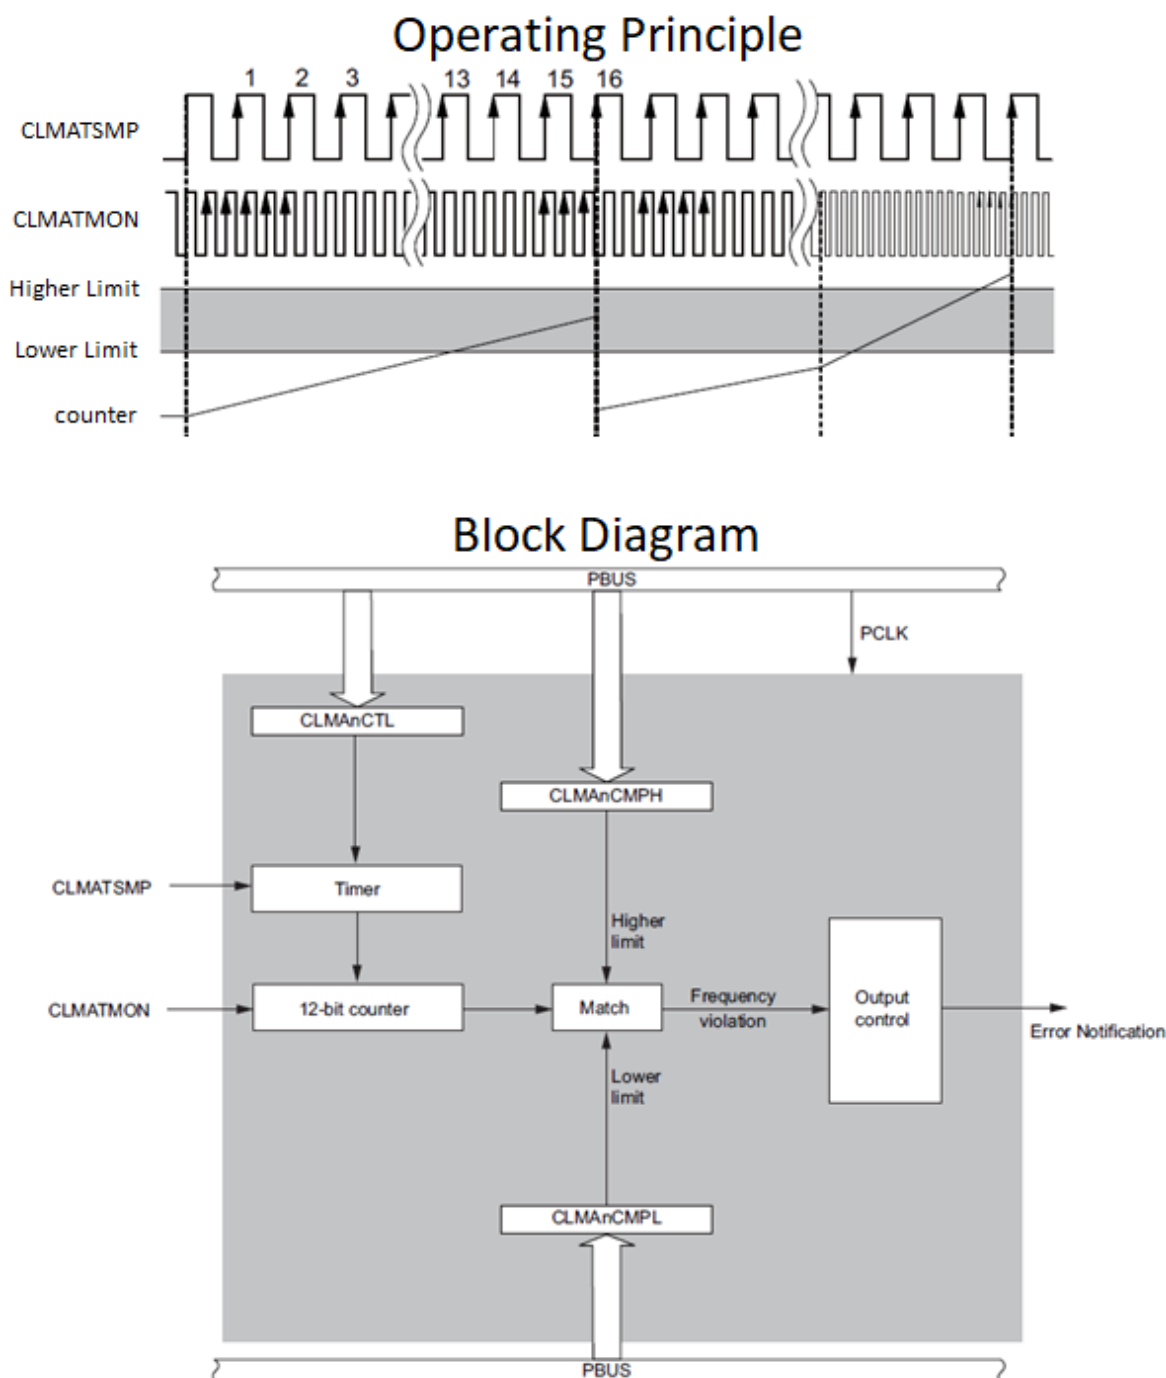 Operating Principle
1 2 3 13 14 15 16
CLMATSMP
CLMATMON
Higher Limit
Lower Limit
counter
Block Diagram
PBUS
PCLK
CLMAnCTL
CLMAnCMPH
CLMATSMP
Timer
Higher
limit
CLMATMON
12-bit counter
Match
Frequency
violation
Output
control
Error Notification
Lower
limit
CLMAnCMPL
PBUS